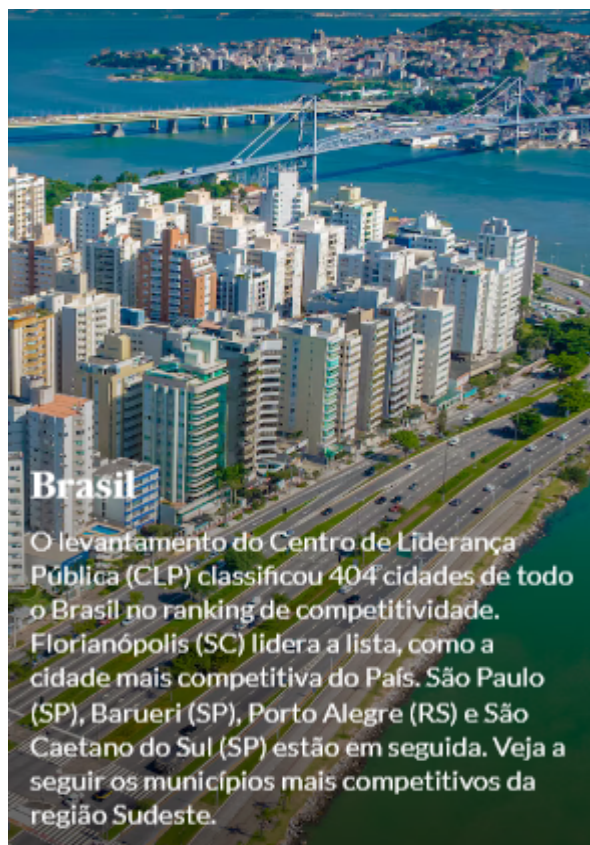 Brasil
O levantamento do Centro de Liderança
Pública (CLP) classificou 404 cidades de todo
o Brasil no ranking de competitividade.
Florianópolis (SC) lidera a lista, como a
cidade mais competitiva do País. São Paulo
(SP), Barueri (SP), Porto Alegre (RS) e São
Caetano do Sul (SP) estão em seguida. Veja a
seguir os municípios mais competitivos da
região Sudeste.